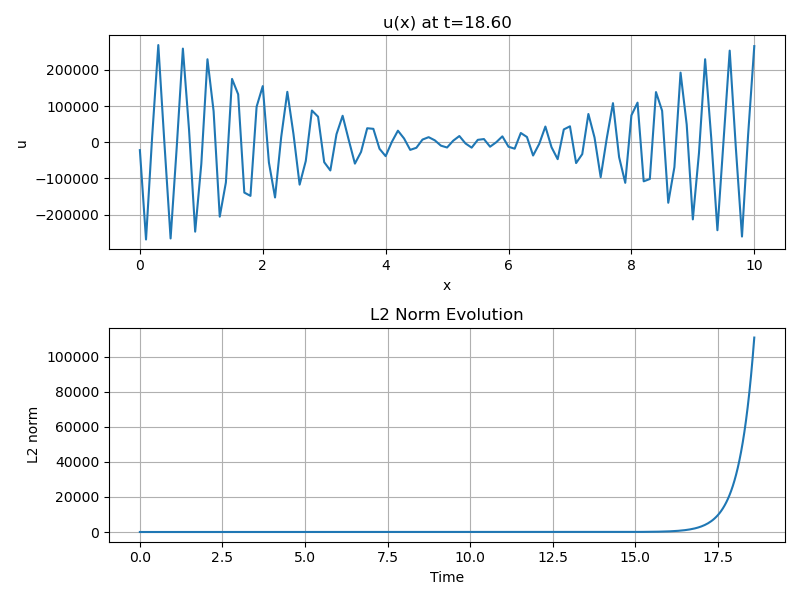 u(x) at t=18.60
200000
100000
0
−100000
−200000
u
0 2 4 6 8 10
x
L2 Norm Evolution
100000
80000
60000
40000
20000
0
L2 norm
0.0 2.5 5.0 7.5 10.0 12.5 15.0 17.5
Time